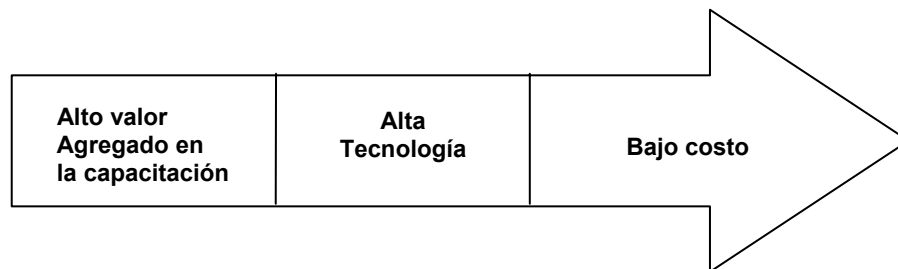 Alto valor
Agregado en
la capacitación
Alta
Tecnología
Bajo costo